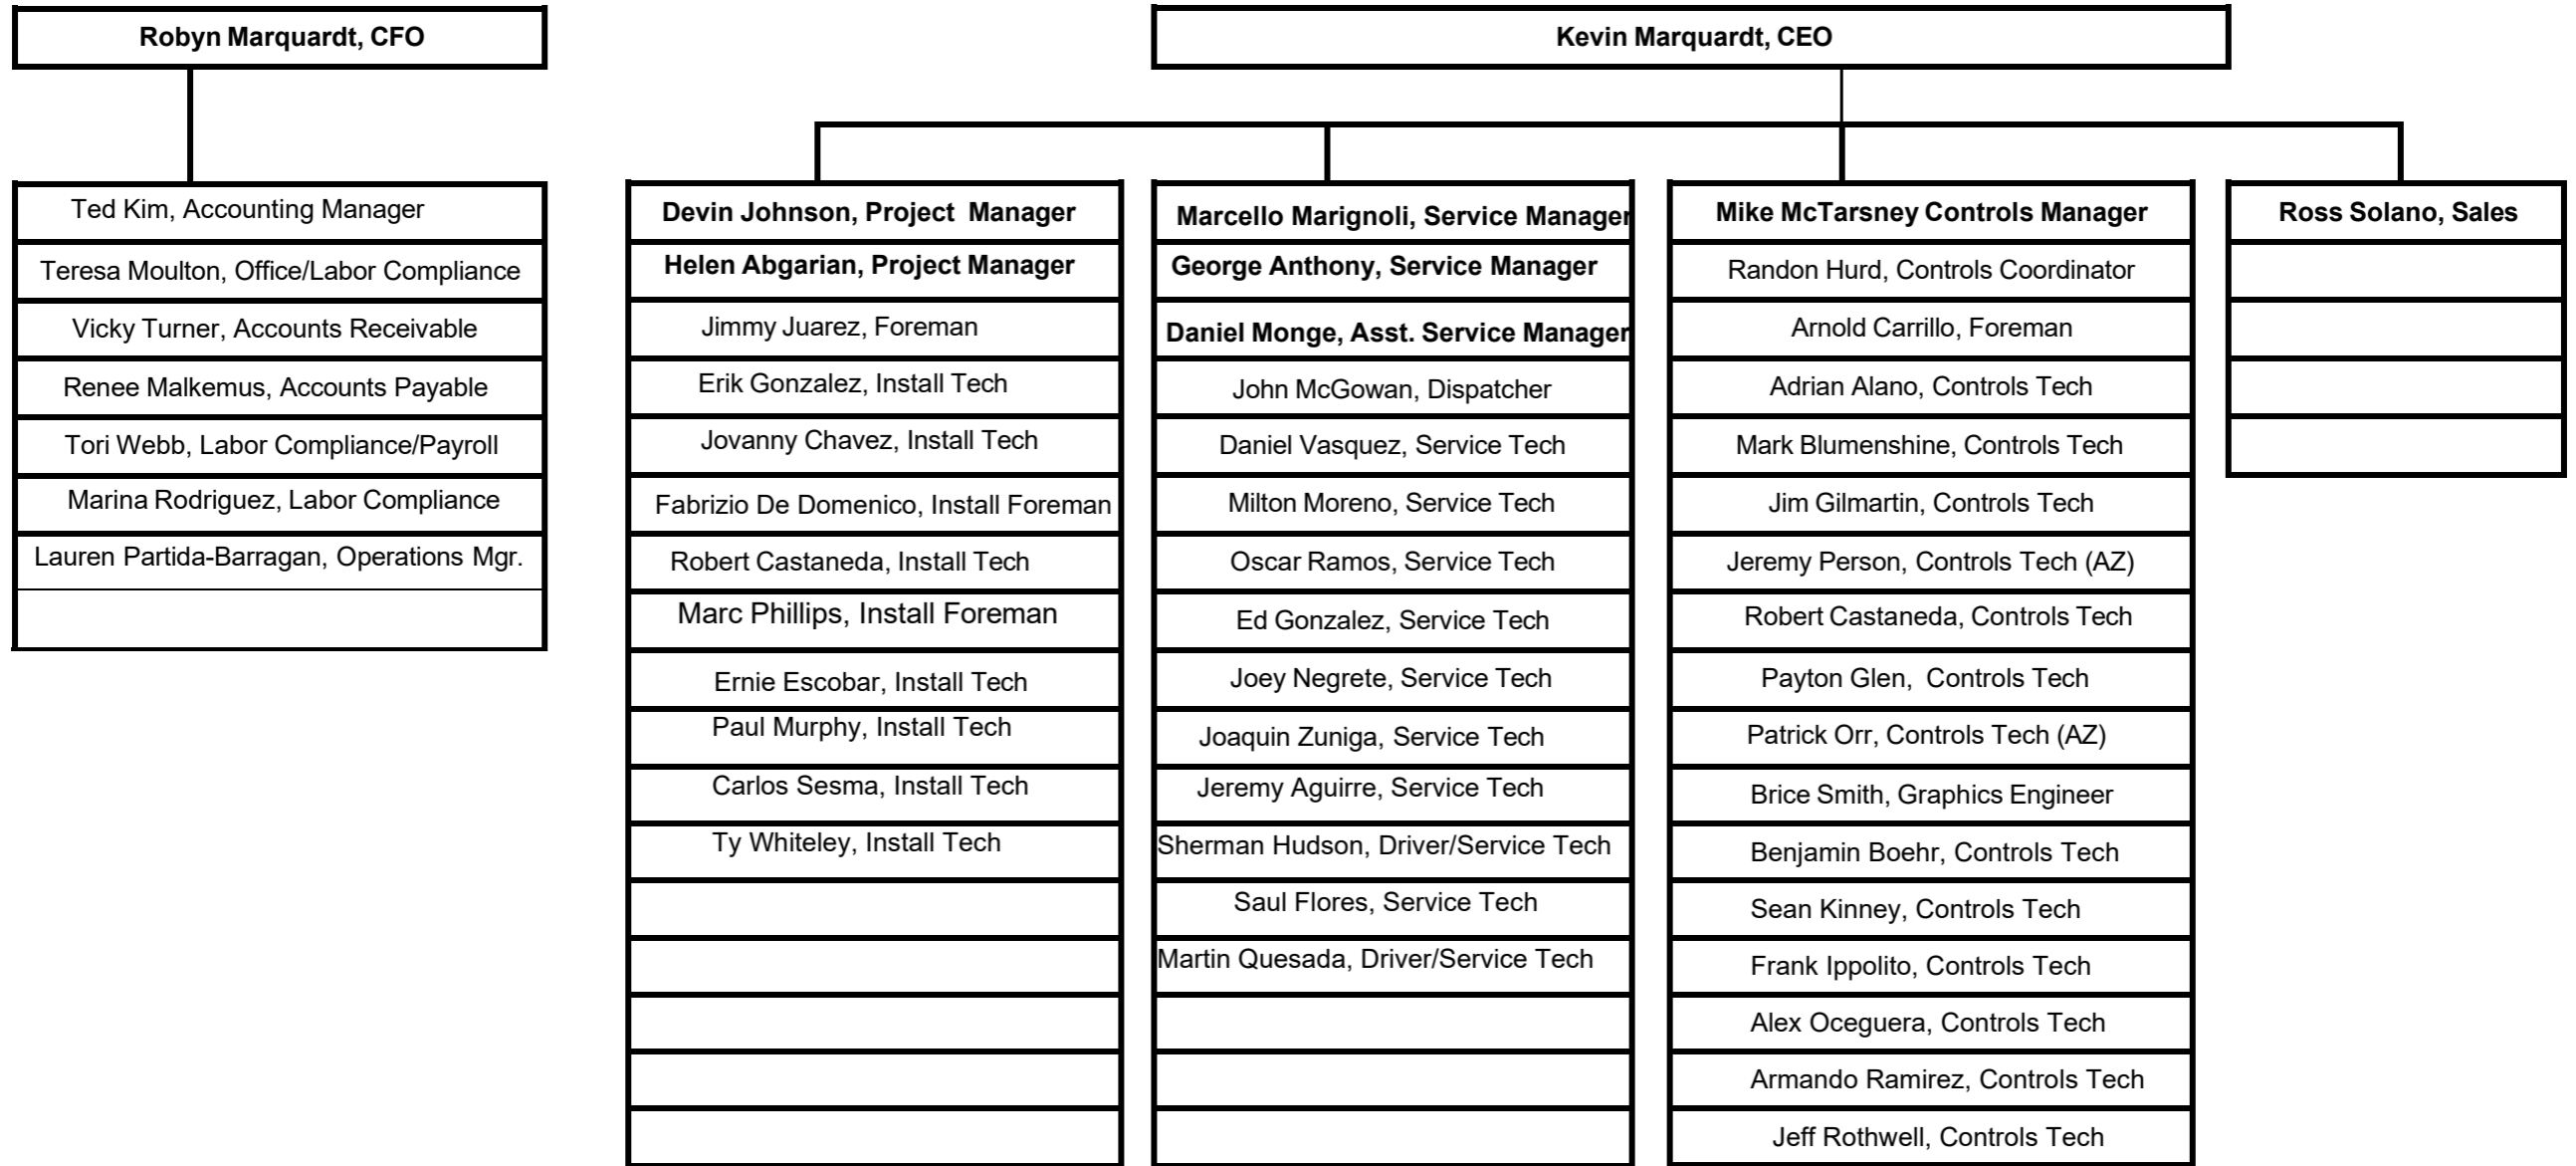 Robyn Marquardt, CFO
Kevin Marquardt, CEO
Ted Kim, Accounting Manager
Teresa Moulton, Office/Labor Compliance
Vicky Turner, Accounts Receivable
Renee Malkemus, Accounts Payable
Tori Webb, Labor Compliance/Payroll
Marina Rodriguez, Labor Compliance
Lauren Partida-Barragan, Operations Mgr.
Devin Johnson, Project Manager
Helen Abgarian, Project Manager
Jimmy Juarez, Foreman
Erik Gonzalez, Install Tech
Jovanny Chavez, Install Tech
Fabrizio De Domenico, Install Foreman
Robert Castaneda, Install Tech
Marc Phillips, Install Foreman
Ernie Escobar, Install Tech
Paul Murphy, Install Tech
Carlos Sesma, Install Tech
Ty Whiteley, Install Tech
Marcello Marignoli, Service Manager
George Anthony, Service Manager
Daniel Monge, Asst. Service Manager
John McGowan, Dispatcher
Daniel Vasquez, Service Tech
Milton Moreno, Service Tech
Oscar Ramos, Service Tech
Ed Gonzalez, Service Tech
Joey Negrete, Service Tech
Joaquin Zuniga, Service Tech
Jeremy Aguirre, Service Tech
Sherman Hudson, Driver/Service Tech
Saul Flores, Service Tech
Martin Quesada, Driver/Service Tech
Mike McTarsney Controls Manager
Randon Hurd, Controls Coordinator
Arnold Carrillo, Foreman
Adrian Alano, Controls Tech
Mark Blumenshine, Controls Tech
Jim Gilmartin, Controls Tech
Jeremy Person, Controls Tech (AZ)
Robert Castaneda, Controls Tech
Payton Glen, Controls Tech
Patrick Orr, Controls Tech (AZ)
Brice Smith, Graphics Engineer
Benjamin Boehr, Controls Tech
Sean Kinney, Controls Tech
Frank Ippolito, Controls Tech
Alex Oceguera, Controls Tech
Armando Ramirez, Controls Tech
Jeff Rothwell, Controls Tech
Ross Solano, Sales